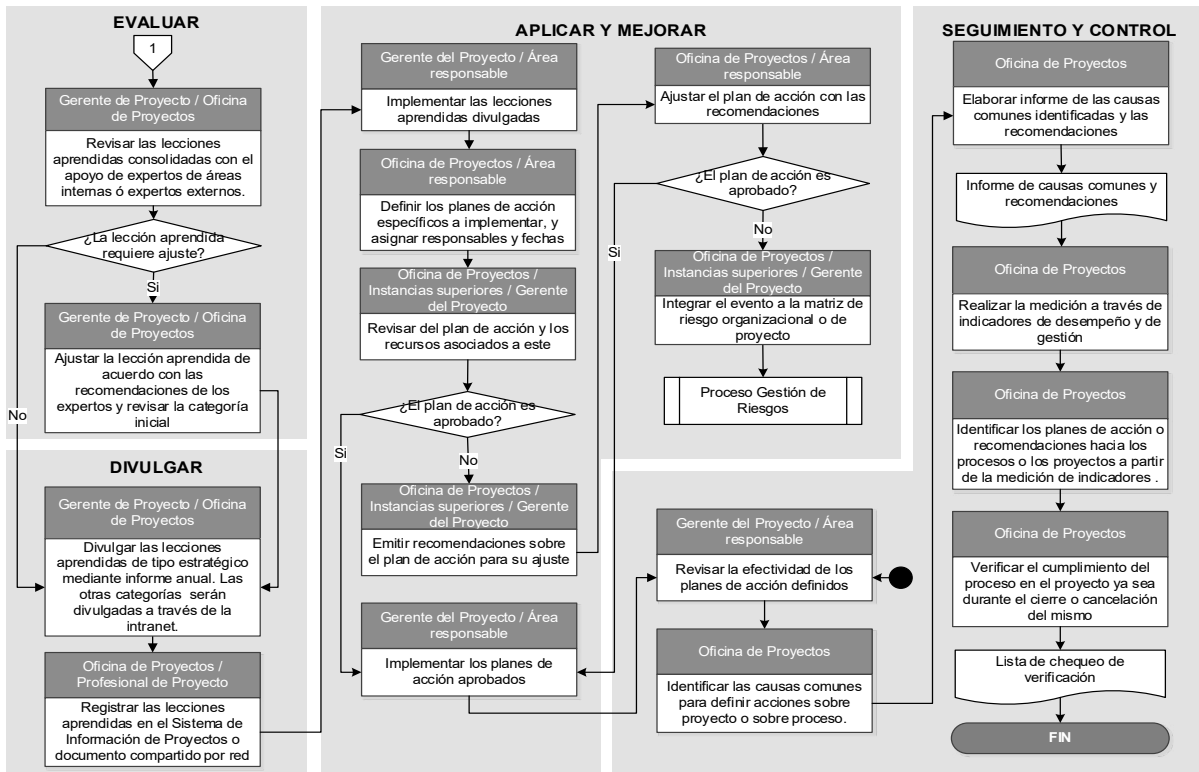 EVALUAR
1
Gerente de Proyecto / Oficina
de Proyectos
Revisar las lecciones
aprendidas consolidadas con el
apoyo de expertos de áreas
internas ó expertos externos.
¿La lección aprendida
requiere ajuste?
Si
No
Gerente de Proyecto / Oficina
de Proyectos
Ajustar la lección aprendida de
acuerdo con las
recomendaciones de los
expertos y revisar la categoría
inicial
DIVULGAR
Gerente de Proyecto / Oficina
de Proyectos
Divulgar las lecciones
aprendidas de tipo estratégico
mediante informe anual. Las
otras categorías serán
divulgadas a través de la
intranet.
Oficina de Proyectos /
Profesional de Proyecto
Registrar las lecciones
aprendidas en el Sistema de
Información de Proyectos o
documento compartido por red
APLICAR Y MEJORAR
Gerente del Proyecto / Área
responsable
Implementar las lecciones
aprendidas divulgadas
Oficina de Proyectos / Área
responsable
Definir los planes de acción
específicos a implementar, y
asignar responsables y fechas
Oficina de Proyectos /
Instancias superiores / Gerente
del Proyecto
Revisar del plan de acción y los
recursos asociados a este
¿El plan de acción es
aprobado?
Si
No
Oficina de Proyectos /
Instancias superiores / Gerente
del Proyecto
Emitir recomendaciones sobre
el plan de acción para su ajuste
Gerente del Proyecto / Área
responsable
Implementar los planes de
acción aprobados
Oficina de Proyectos / Área
responsable
Ajustar el plan de acción con las
recomendaciones
¿El plan de acción es
aprobado?
No
Si
Oficina de Proyectos /
Instancias superiores / Gerente
del Proyecto
Integrar el evento a la matriz de
riesgo organizacional o de
proyecto
Proceso Gestión de
Riesgos
Gerente del Proyecto / Área
responsable
Revisar la efectividad de los
planes de acción definidos
Oficina de Proyectos
Identificar las causas comunes
para definir acciones sobre
proyecto o sobre proceso.
SEGUIMIENTO Y CONTROL
Oficina de Proyectos
Elaborar informe de las causas
comunes identificadas y las
recomendaciones
Informe de causas comunes y
recomendaciones
Oficina de Proyectos
Realizar la medición a través de
indicadores de desempeño y de
gestión
Oficina de Proyectos
Identificar los planes de acción o
recomendaciones hacia los
procesos o los proyectos a partir
de la medición de indicadores .
Oficina de Proyectos
Verificar el cumplimiento del
proceso en el proyecto ya sea
durante el cierre o cancelación
del mismo
Lista de chequeo de
verificación
FIN